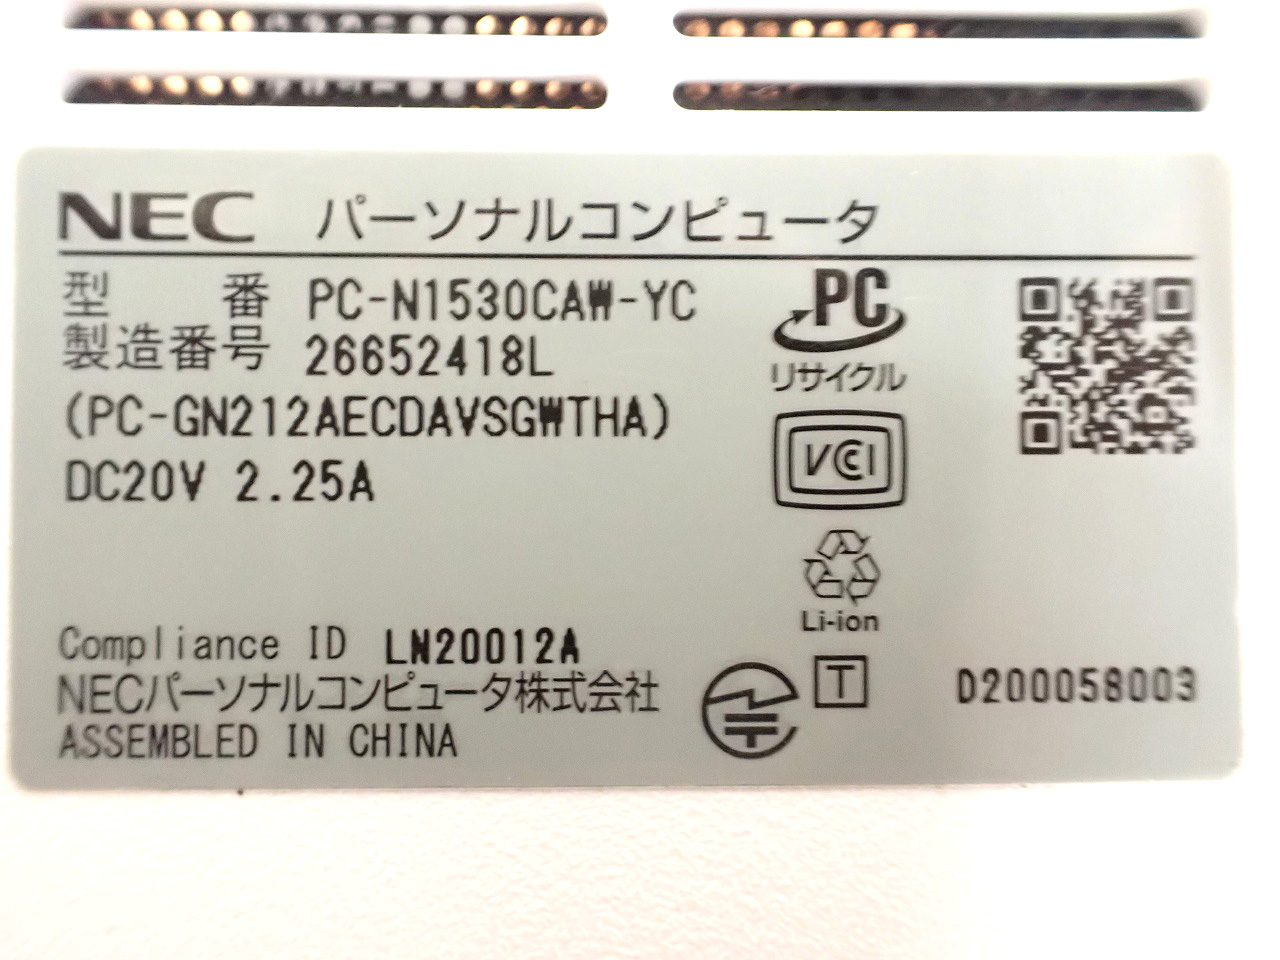 NEC パーソナルコンピュータ
型 番 PC-N1530CAW-YC
製造番号 26652418L
(PC-GN212AECDAVSGWTHA)
DC20V 2.25A
PC
リサイクル
VCCI
Li-ion
Compliance ID LN20012A
NECパーソナルコンピュータ株式会社
ASSEMBLED IN CHINA
T
D200058003